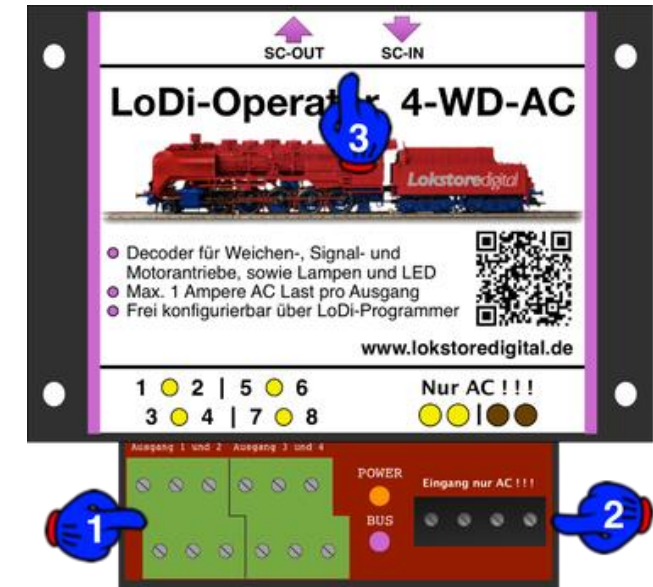 SC-OUT SC-IN
LoDi-Operator 4-WD-AC
3
Lokstoredigital
Decoder für Weichen-, Signal- und
Motorantriebe, sowie Lampen und LED
Max. 1 Ampere AC Last pro Ausgang
Frei konfigurierbar über LoDi-Programmer
www.lokstoredigital.de
1 2 | 5 6
3 4 | 7 8
Nur AC !!!
Ausgang 1 und 2 Ausgang 3 und 4
POWER
BUS
Eingang nur AC!!!
1
2